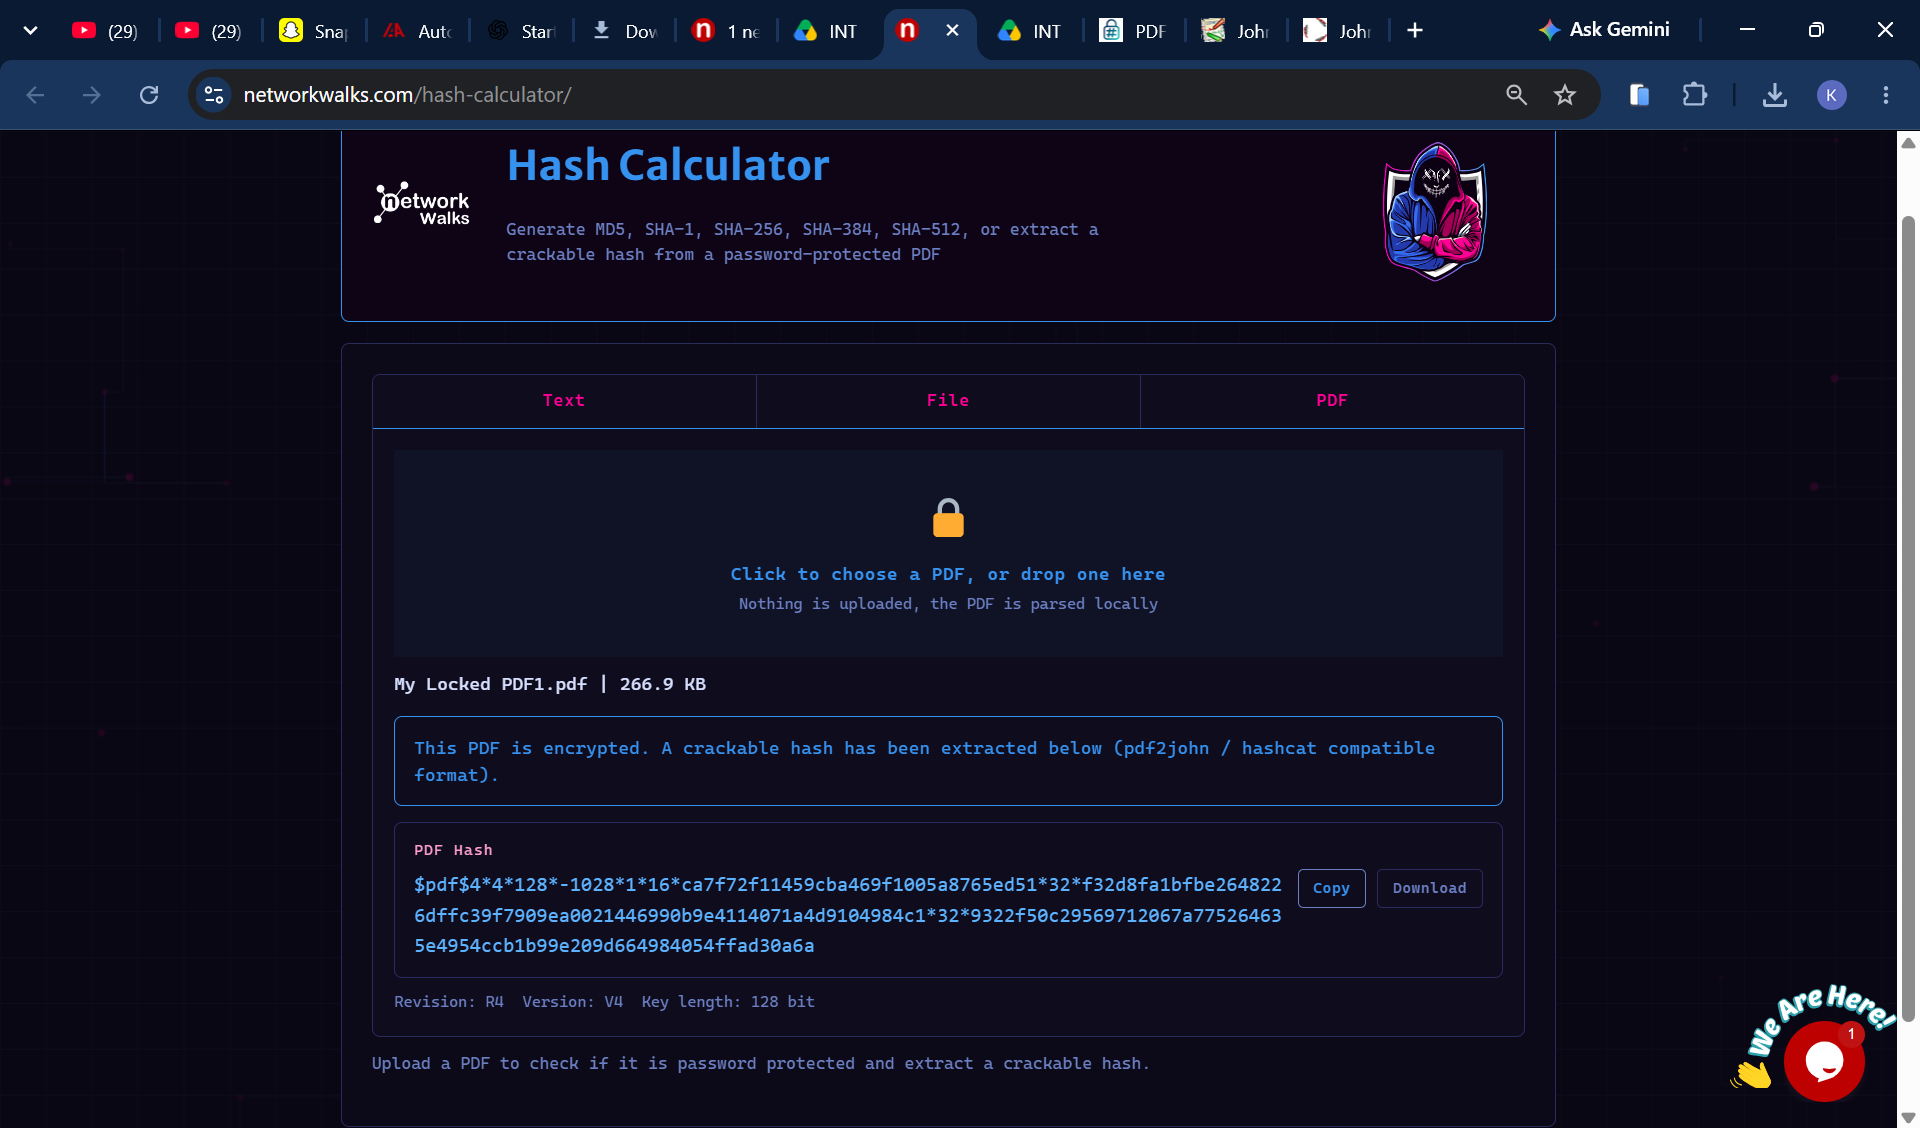 (29)
(29)
Snap
Auto
Start
Dow
1 ne
INT
INT
PDF
John
John
Ask Gemini
networkwalks.com/hash-calculator/
K
network
Walks
Hash Calculator
Generate MD5, SHA-1, SHA-256, SHA-384, SHA-512, or extract a
crackable hash from a password-protected PDF
Text
File
PDF
Click to choose a PDF, or drop one here
Nothing is uploaded, the PDF is parsed locally
My Locked PDF1.pdf | 266.9 KB
This PDF is encrypted. A crackable hash has been extracted below (pdf2john / hashcat compatible
format).
PDF Hash
$pdf$4*4*128*-1028*1*16*ca7f72f11459cba469f1005a8765ed51*32*f32d8fa1bfbe264822
6dffc39f7909ea0021446990b9e4114071a4d9104984c1*32*9322f50c29569712067a77526463
5e4954ccb1b99e209d664984054ffad30a6a
Copy
Download
Revision: R4 Version: V4 Key length: 128 bit
Upload a PDF to check if it is password protected and extract a crackable hash.
We Are Here!
1